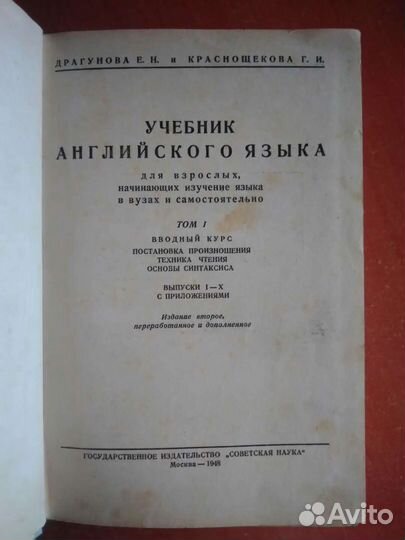 ДРАГУНОВА Е. Н. и КРАСНОЩЕКОВА Г. И.
УЧЕБНИК
АНГЛИЙСКОГО ЯЗЫКА
для взрослых,
начинающих изучение языка
в вузах и самостоятельно
ТОМ I
ВВОДНЫЙ КУРС
ПОСТАНОВКА ПРОИЗНОШЕНИЯ
ТЕХНИКА ЧТЕНИЯ
ОСНОВЫ СИНТАКСИСА
ВЫПУСКИ I—X
С ПРИЛОЖЕНИЯМИ
Издание второе,
переработанное и дополненное
ГОСУДАРСТВЕННОЕ ИЗДАТЕЛЬСТВО „СОВЕТСКАЯ НАУКА"
Москва — 1948
Avito